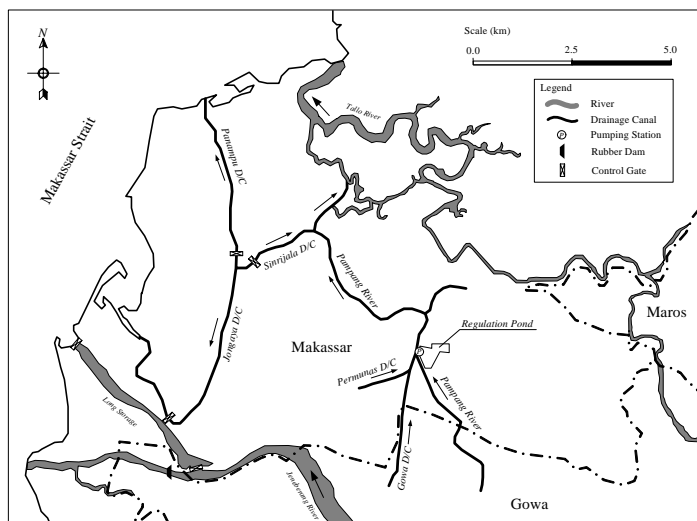 N
Scale (km)
0.0
2.5
5.0
Legend
River
Drainage Canal
P
Pumping Station
Rubber Dam
Control Gate
Makassar Strait
Tallo River
Panampu D/C
Sinrijala D/C
Jongaya D/C
Pampang River
Makassar
Maros
Regulation Pond
P
Permunas D/C
Pampang River
Long Storage
Gowa D/C
Jeneberang River
Gowa